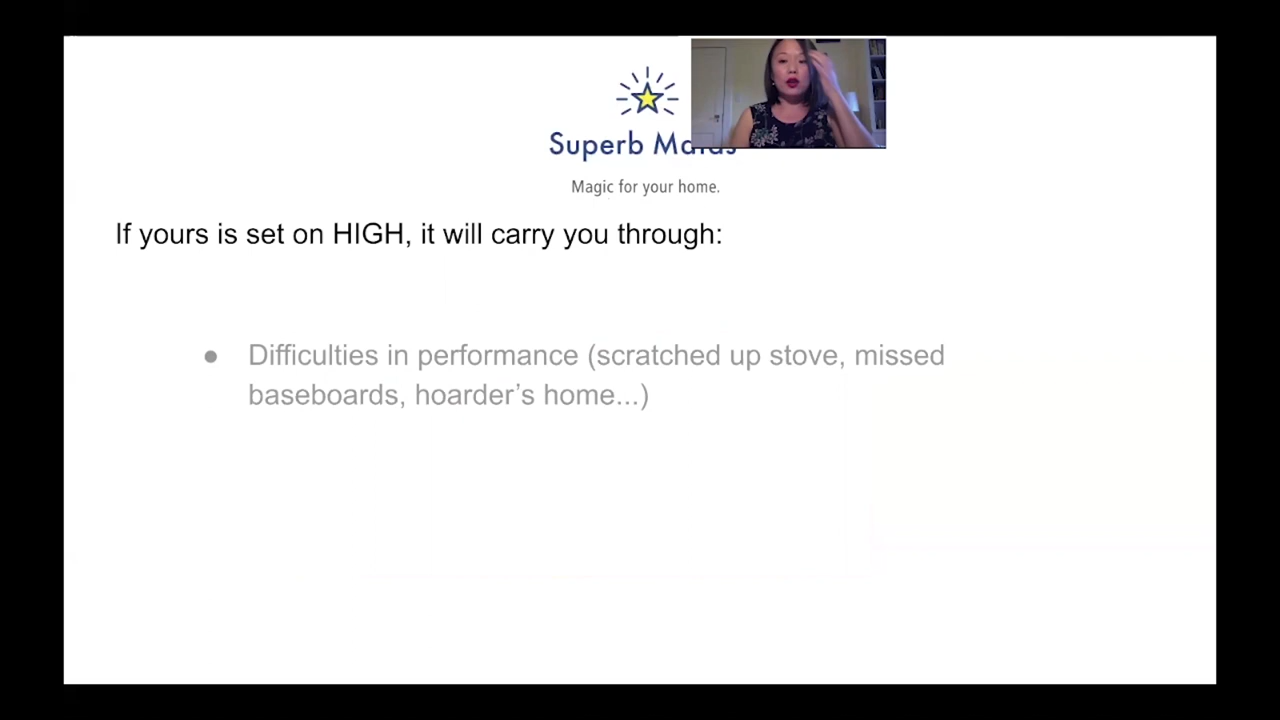 Superb Maids
Magic for your home.
If yours is set on HIGH, it will carry you through:
● Difficulties in performance (scratched up stove, missed
baseboards, hoarder’s home...)